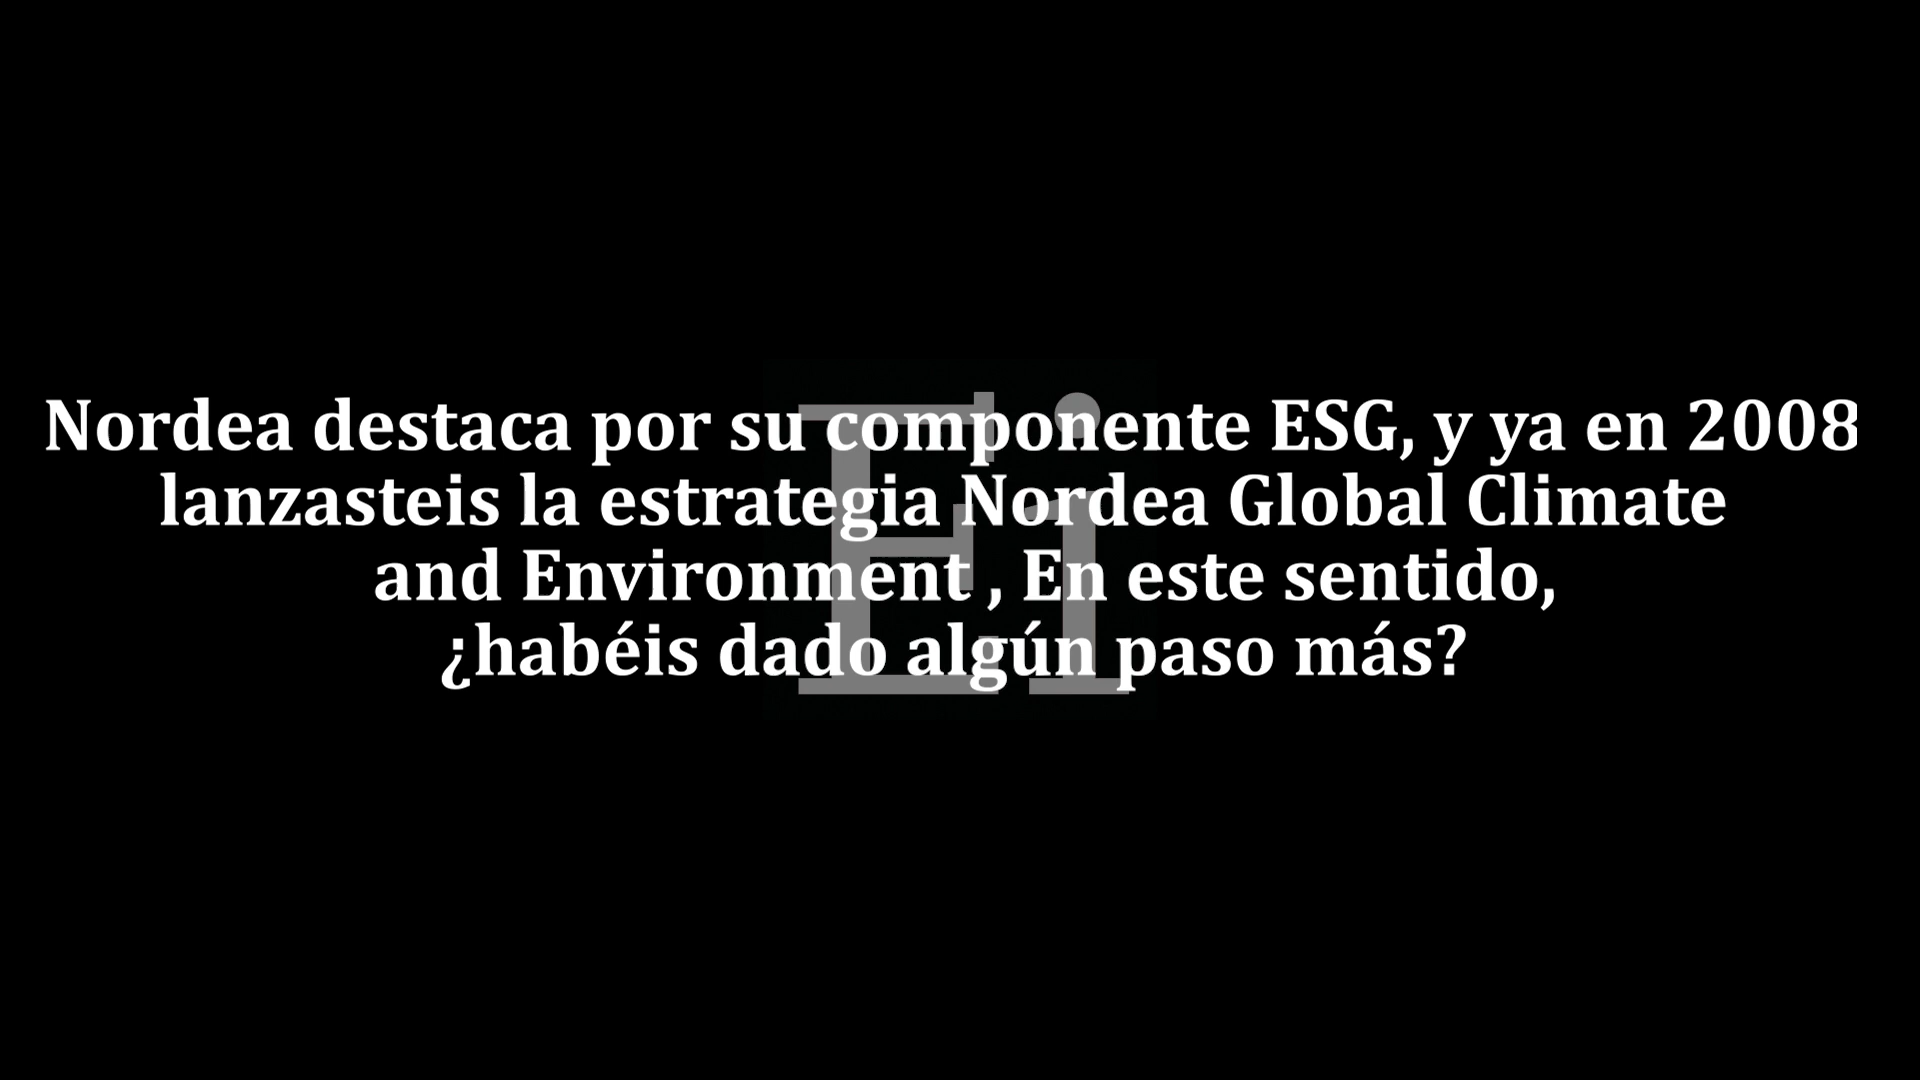 Nordea destaca por su componente ESG, y ya en 2008
lanzasteis la estrategia Nordea Global Climate
and Environment , En este sentido,
¿habéis dado algún paso más?
Ei